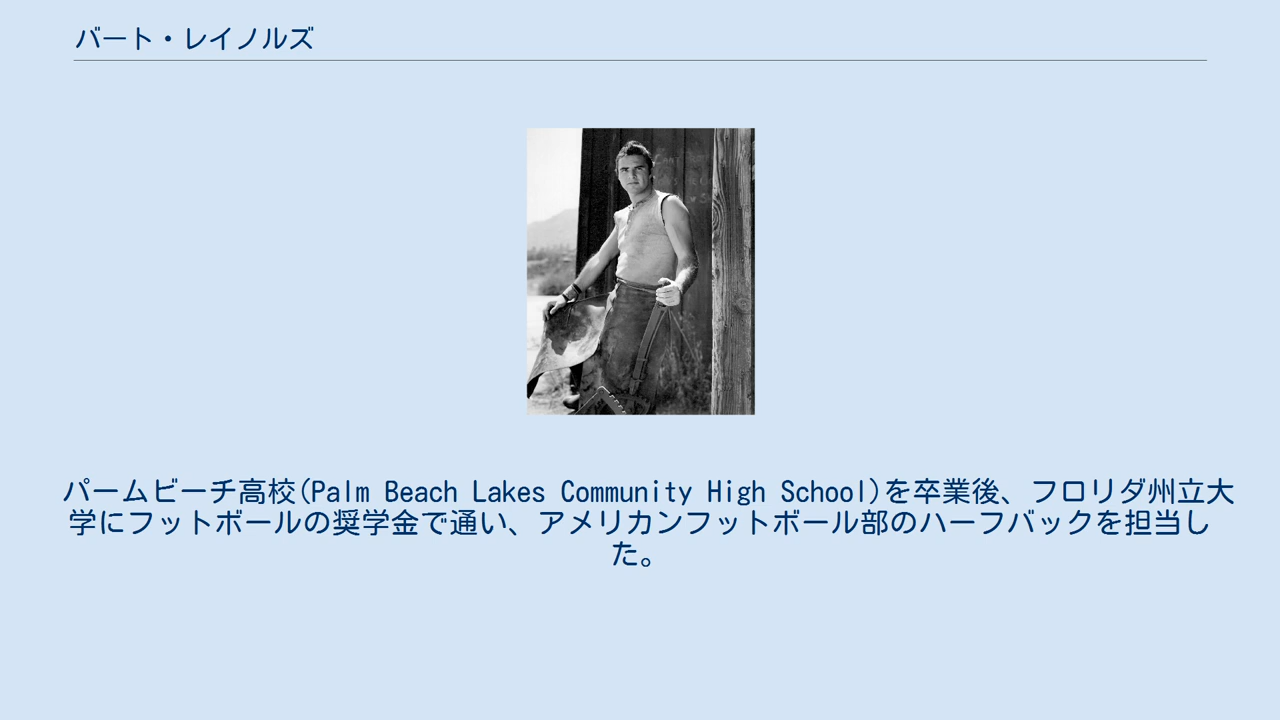 バート・レイノルズ
パームビーチ高校(Palm Beach Lakes Community High School)を卒業後、フロリダ州立大
学にフットボールの奨学金で通い、アメリカンフットボール部のハーフバックを担当し
た。